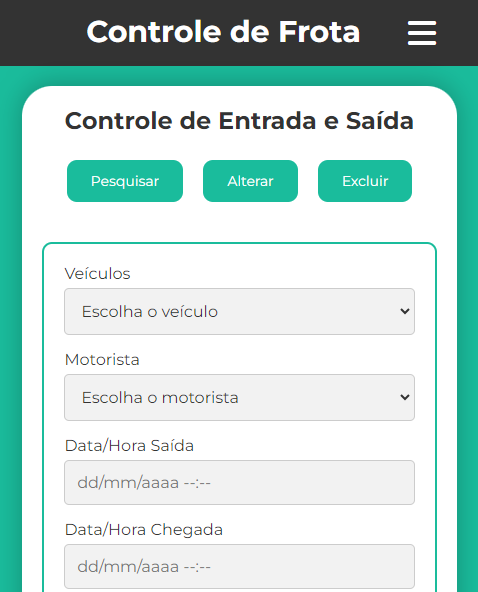 Controle de Frota
Controle de Entrada e Saída
Pesquisar Alterar Excluir
Veículos
Escolha o veículo
Motorista
Escolha o motorista
Data/Hora Saída
dd/mm/aaaa --:--
Data/Hora Chegada
dd/mm/aaaa --:--